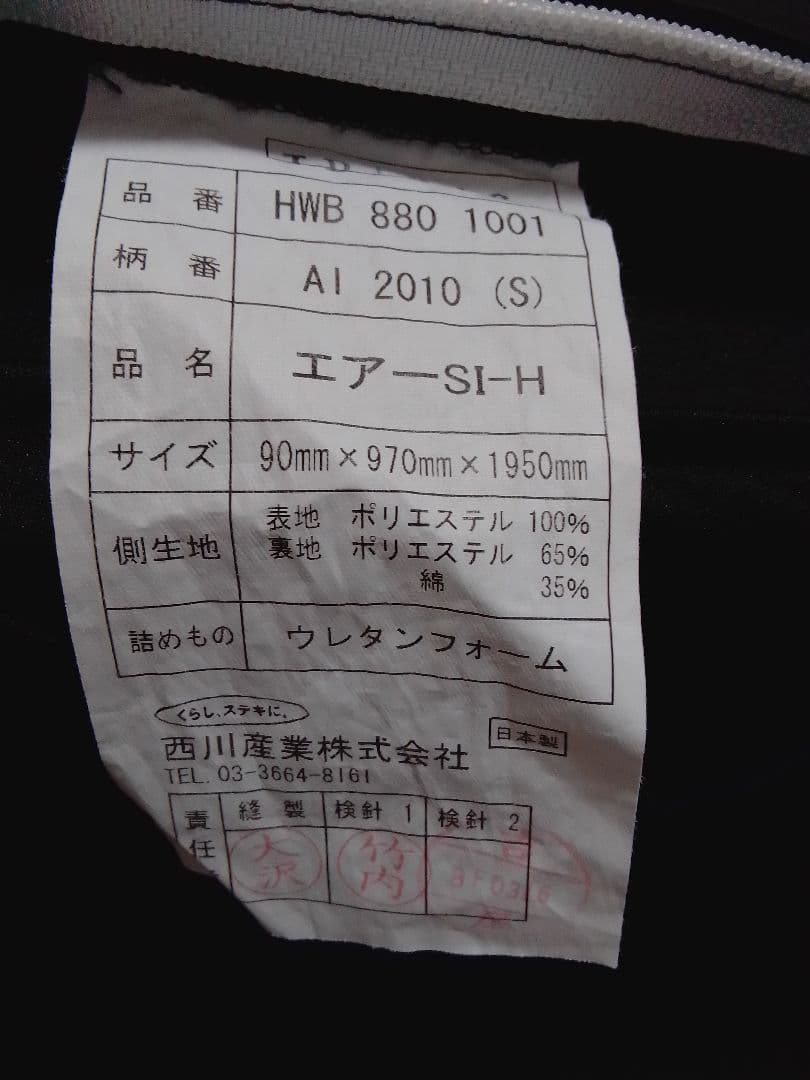 品番 HWB 880 1001
柄番 AI 2010 (S)
品名 エアーSI-H
サイズ 90mm×970mm×1950mm
側生地 表地 ポリエステル 100%
裏地 ポリエステル 65%
綿 35%
詰めもの ウレタンフォーム
くらし、ステキに。
西川産業株式会社 日本製
TEL. 03-3664-8161
責任 縫製 検針 1 検針 2
大沢 竹内